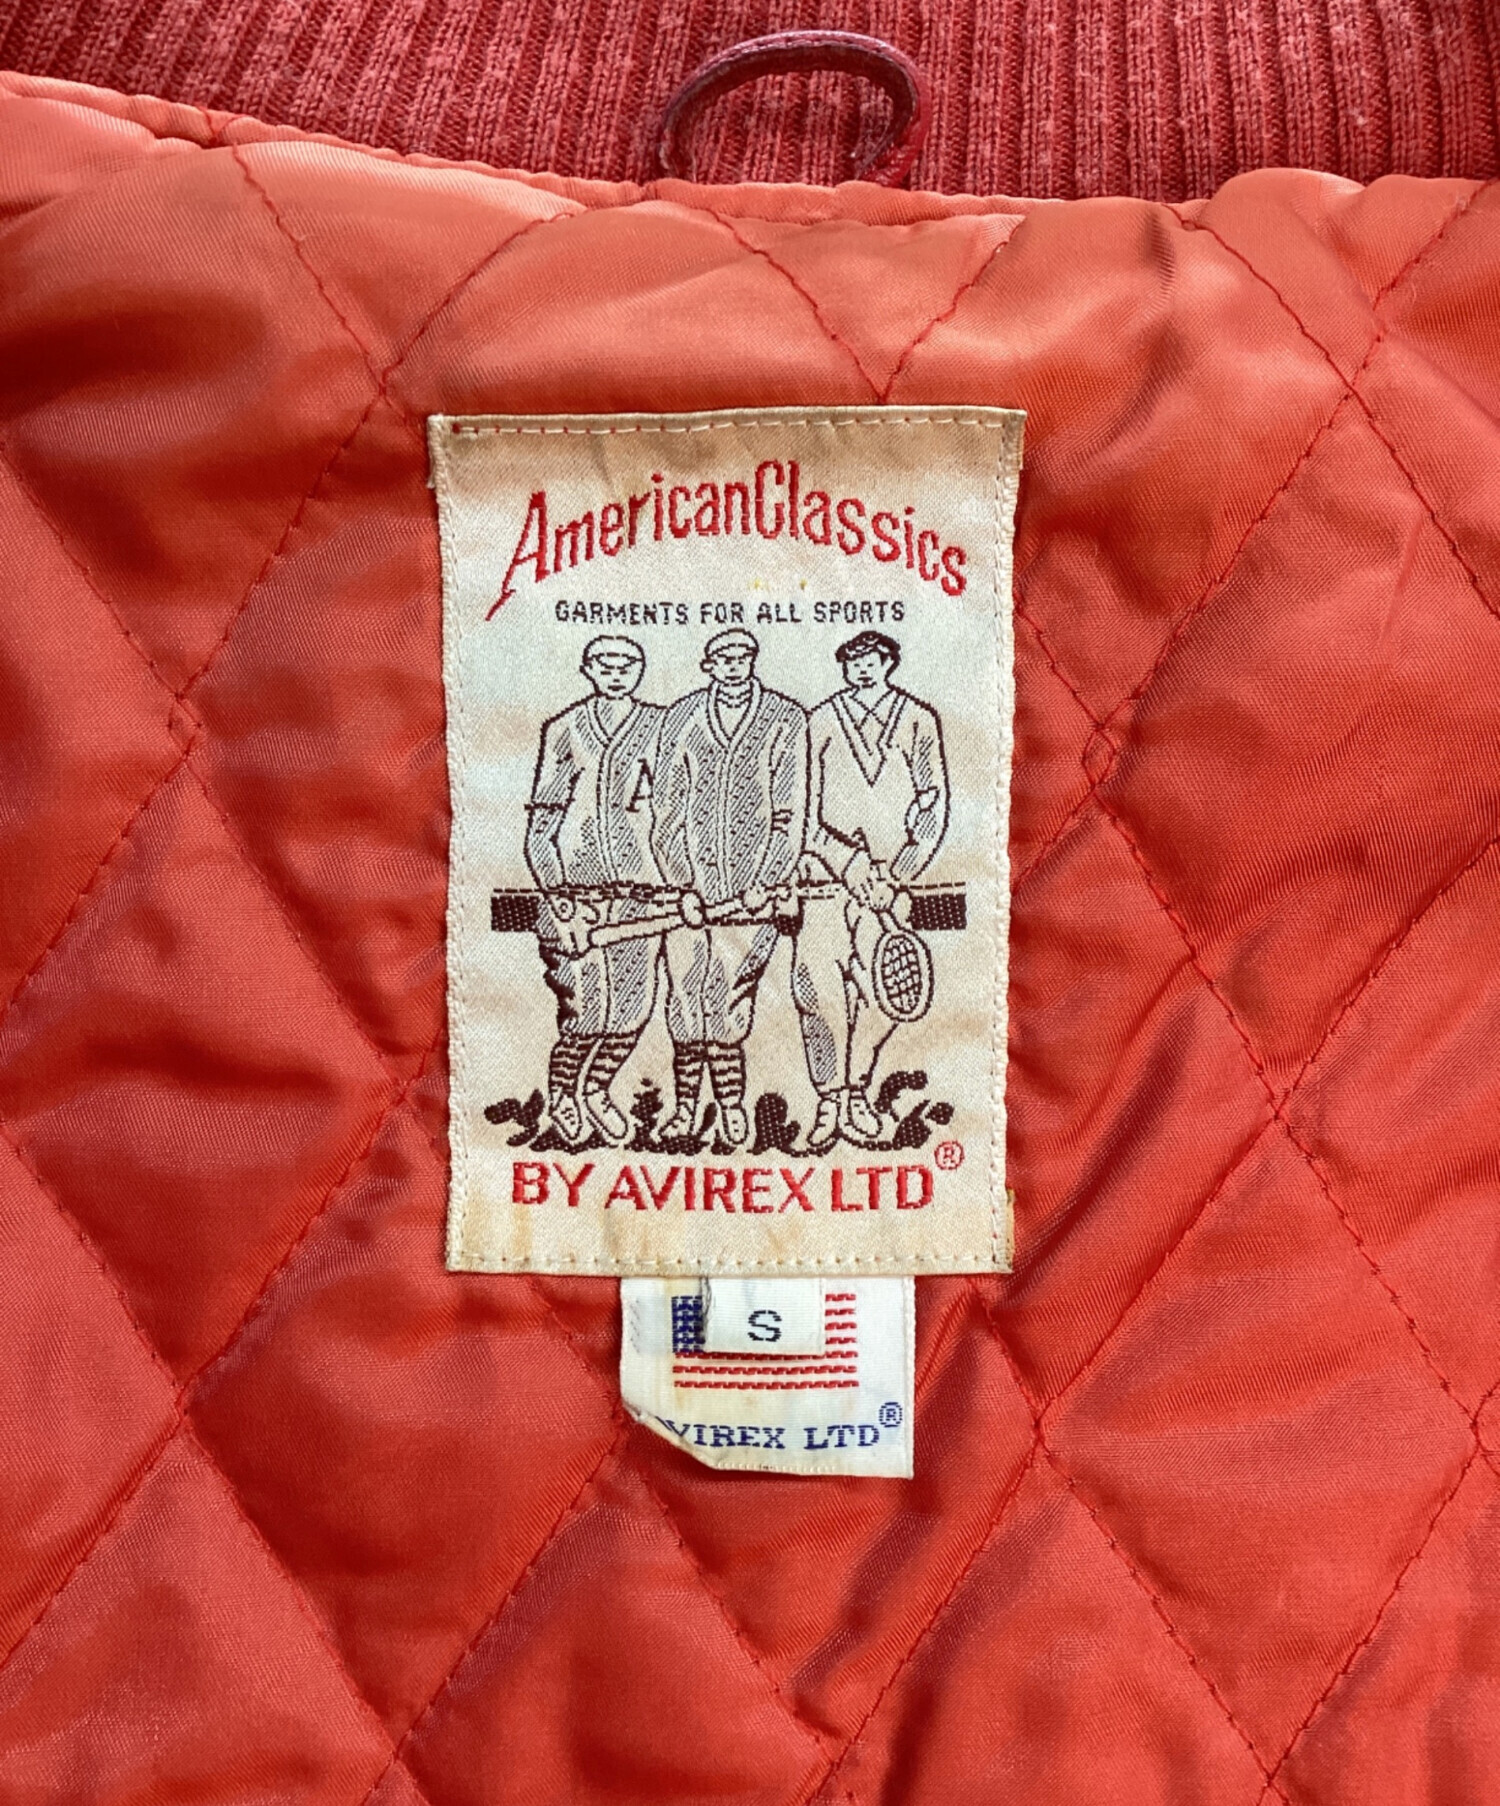 AmericanClassics
GARMENTS FOR ALL SPORTS
A
BY AVIREX LTD®
S
VIREX LTD®